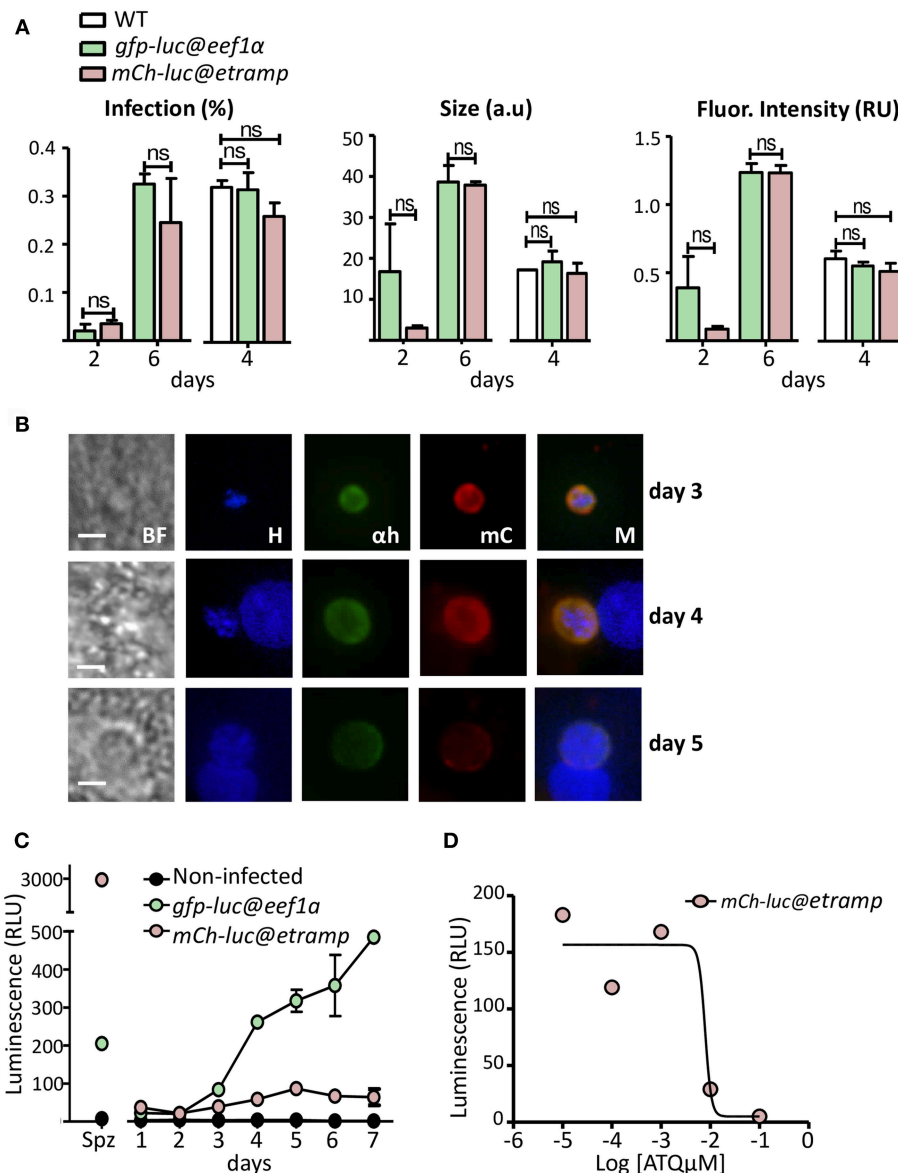 A
WT
gfp-luc@eef1α
mCh-luc@etramp
Infection (%)
0.4
0.3
0.2
0.1
ns
ns
ns
ns
2
6
4
days
Size (a.u)
50
40
30
20
10
ns
ns
ns
ns
2
6
4
days
Fluor. Intensity (RU)
1.5
1.0
0.5
ns
ns
ns
ns
2
6
4
days
B
BF
H
αh
mC
M
day 3
day 4
day 5
C
Luminescence (RLU)
3000
500
400
300
200
100
Non-infected
gfp-luc@eef1a
mCh-luc@etramp
Spz
1
2
3
4
5
6
7
days
D
Luminescence (RLU)
200
150
100
50
0
mCh-luc@etramp
-6
-5
-4
-3
-2
-1
0
Log [ATQµM]